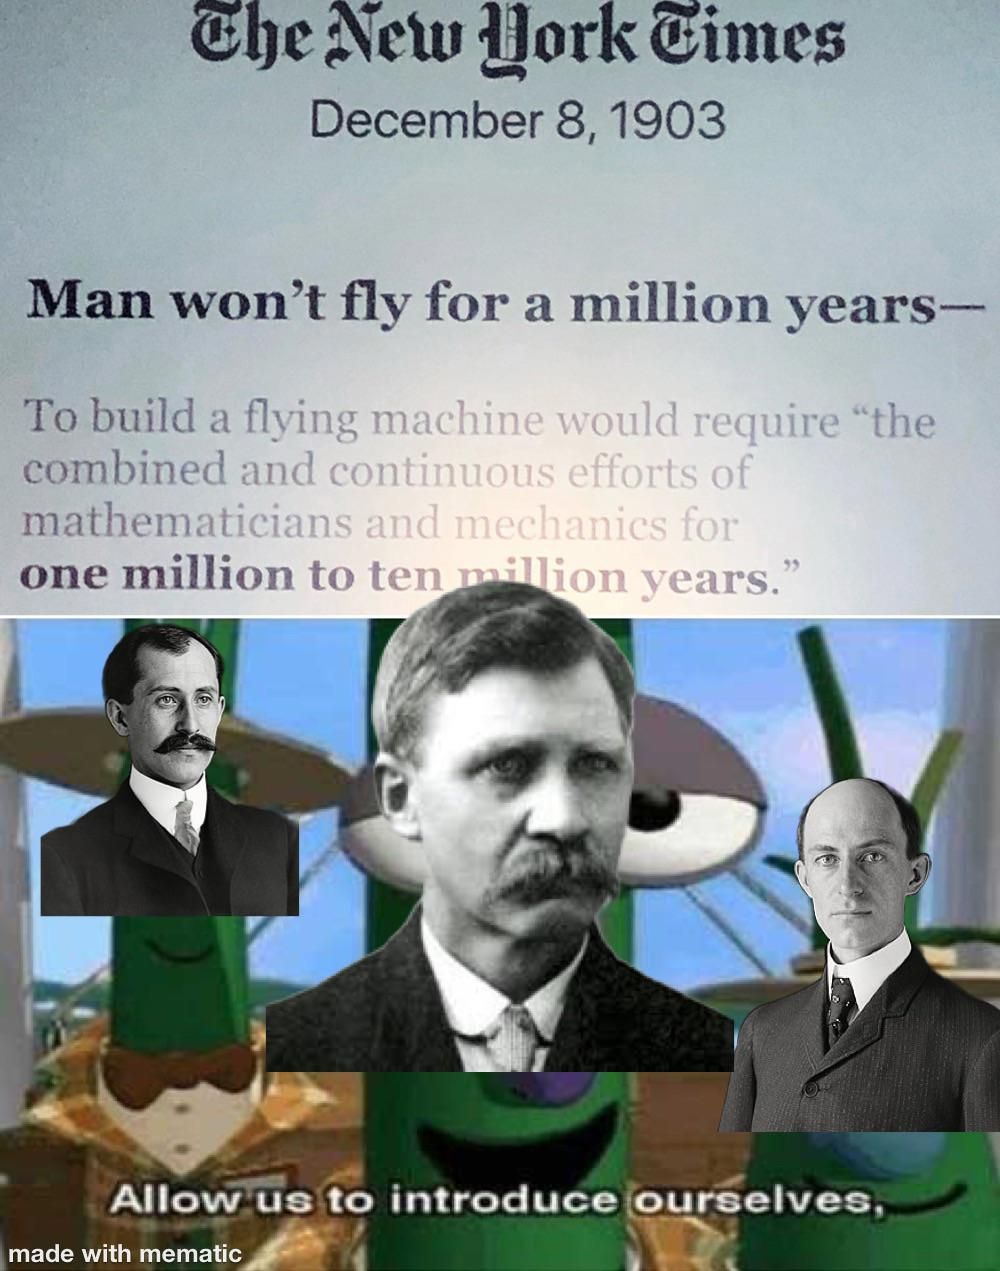 The New York Times
December 8, 1903
Man won't fly for a million years—
To build a flying machine would require “the
combined and continuous efforts of
mathematicians and mechanics for
one million to ten million years.”
Allow us to introduce ourselves,
made with mematic